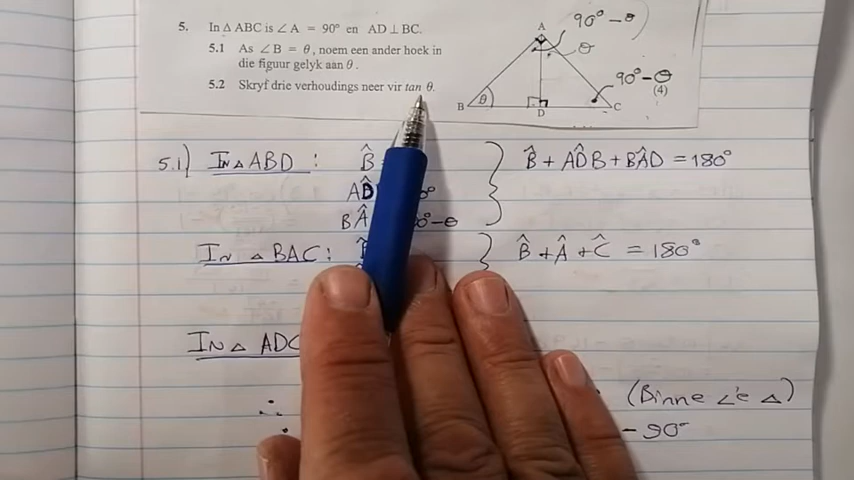 5. In △ ABC is ∠ A = 90° en AD ⊥ BC.
5.1 As ∠ B = θ, noem een ander hoek in
die figuur gelyk aan θ.
5.2 Skryf drie verhoudings neer vir tan θ.
(4)
A
90° - θ
θ
90° - θ
B
θ
D
C
5.1) In △ ABD : B̂
B̂ + AD̂B + BÂD = 180°
BÂ - θ
In △ BAC :
B̂ + Â + Ĉ = 180°
In △ ADC
∴ (Binne ∠'e △)
- 90°